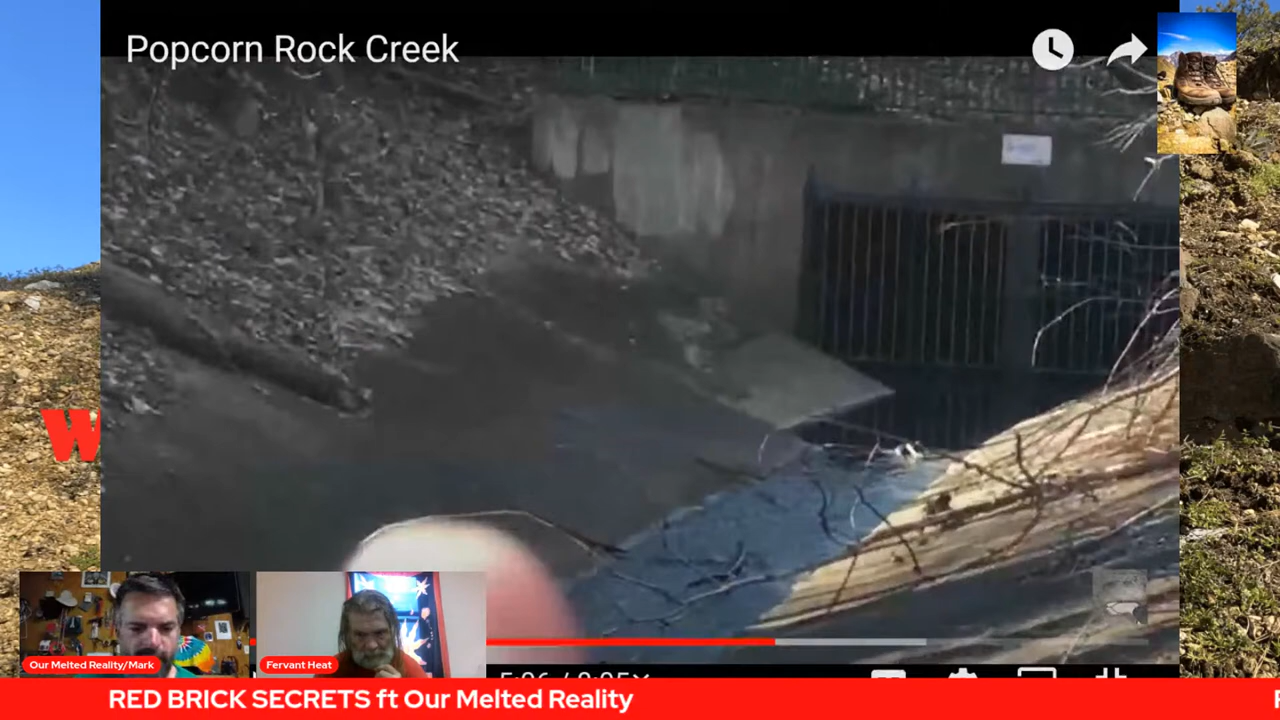 Popcorn Rock Creek
W
Our Melted Reality/Mark
Fervant Heat
RED BRICK SECRETS ft Our Melted Reality